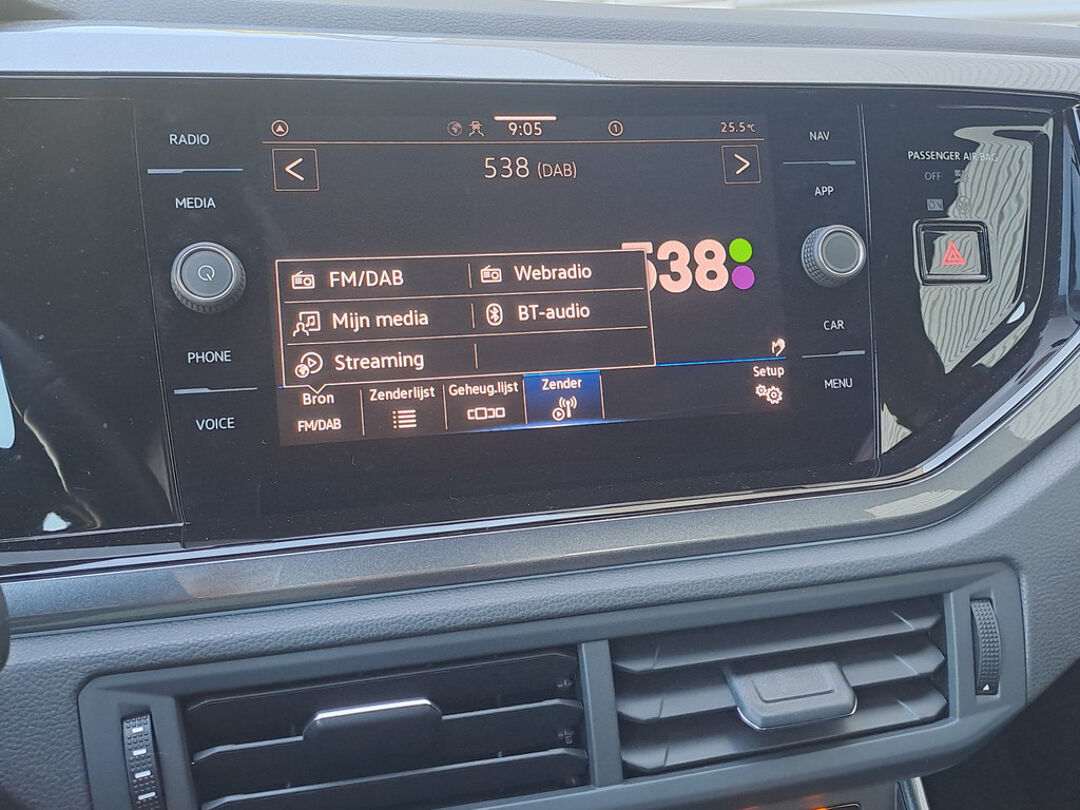 RADIO
MEDIA
PHONE
VOICE
9:05
1
25.5°C
<
538 (DAB)
>
538
FM/DAB
Webradio
Mijn media
BT-audio
Streaming
Bron
FM/DAB
Zenderlijst
Geheug.lijst
Zender
Setup
NAV
APP
CAR
MENU
PASSENGER AIR BAG
OFF
ON